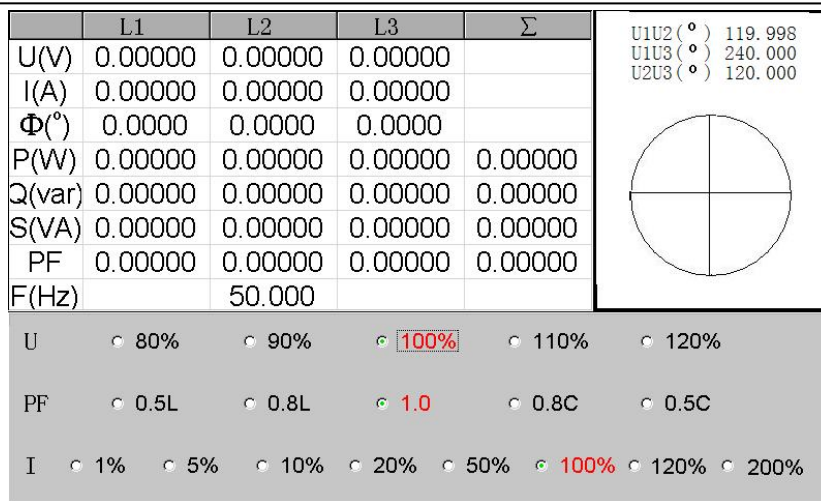 L1 L2 L3 Σ
U(V) 0.00000 0.00000 0.00000
I(A) 0.00000 0.00000 0.00000
Φ(°) 0.0000 0.0000 0.0000
P(W) 0.00000 0.00000 0.00000 0.00000
Q(var) 0.00000 0.00000 0.00000 0.00000
S(VA) 0.00000 0.00000 0.00000 0.00000
PF 0.00000 0.00000 0.00000 0.00000
F(Hz) 50.000
U1U2(°) 119.998
U1U3(°) 240.000
U2U3(°) 120.000
U 80% 90% 100% 110% 120%
PF 0.5L 0.8L 1.0 0.8C 0.5C
I 1% 5% 10% 20% 50% 100% 120% 200%